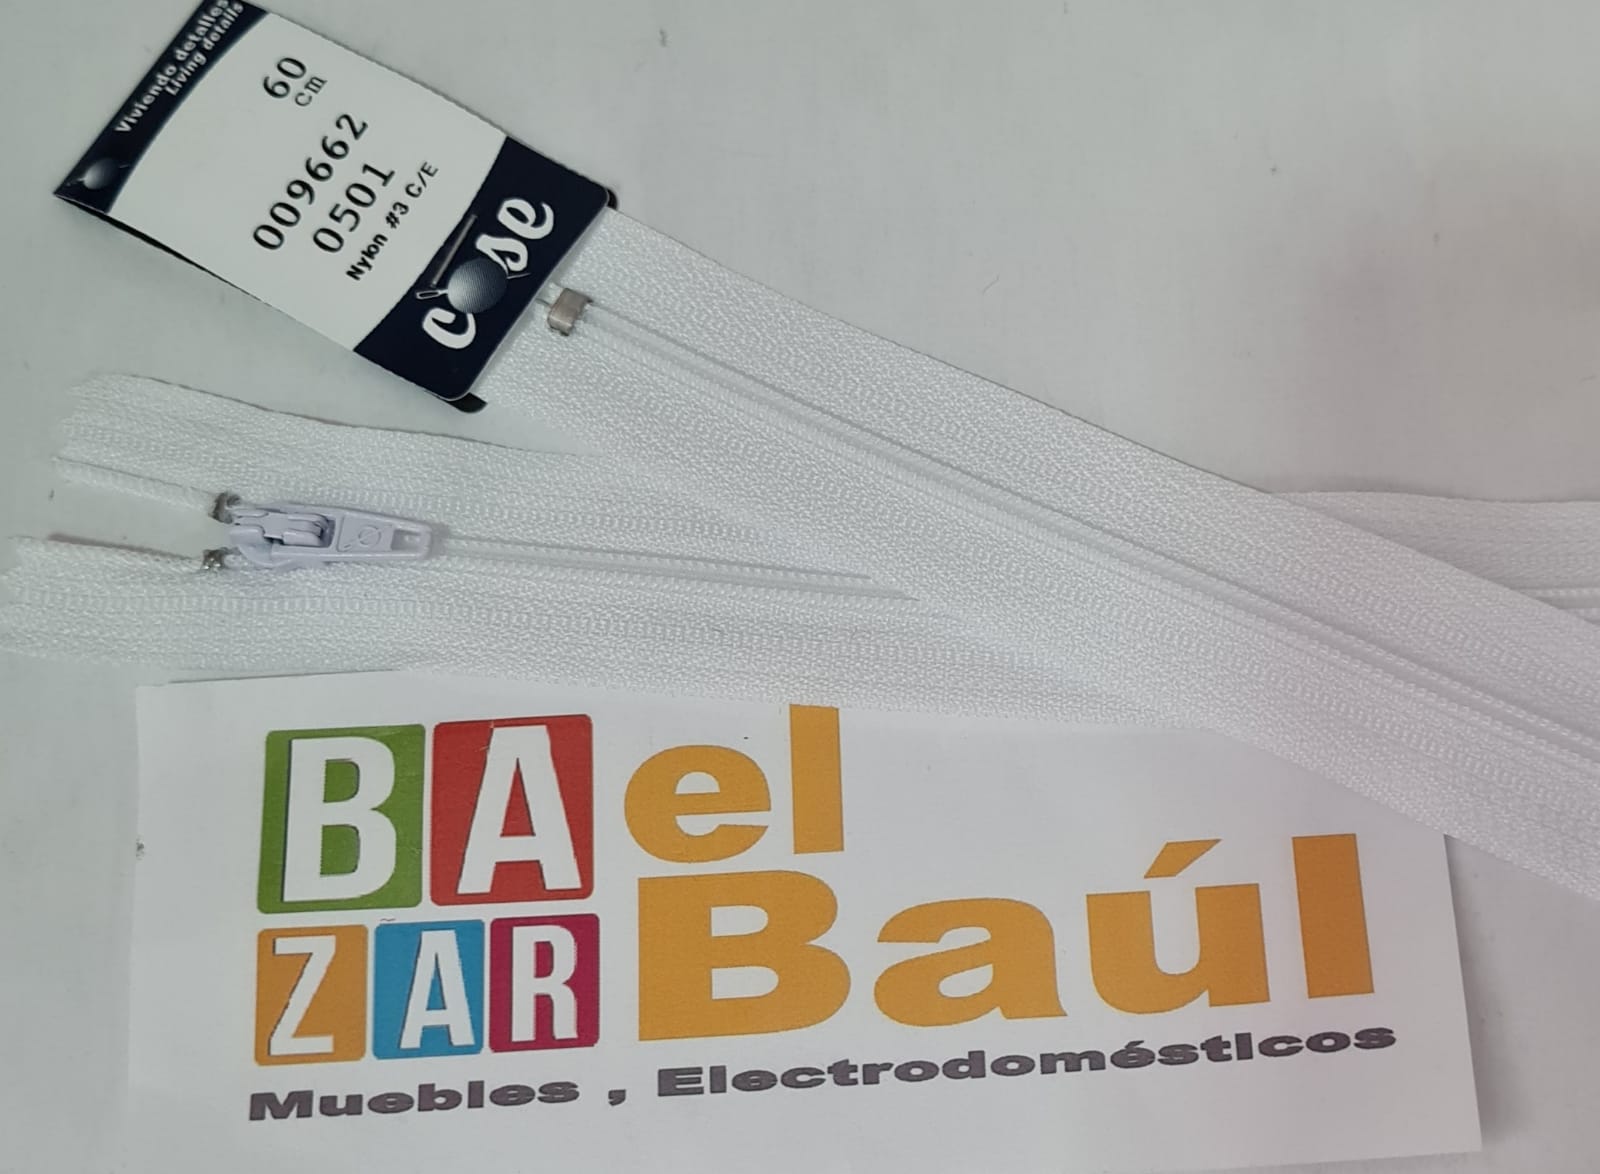 Viviendo detalles
Living details
60
cm
009662
0501
Nylon #3 C/E
cose
BA
ZAR
el
Baúl
Muebles , Electrodomésticos